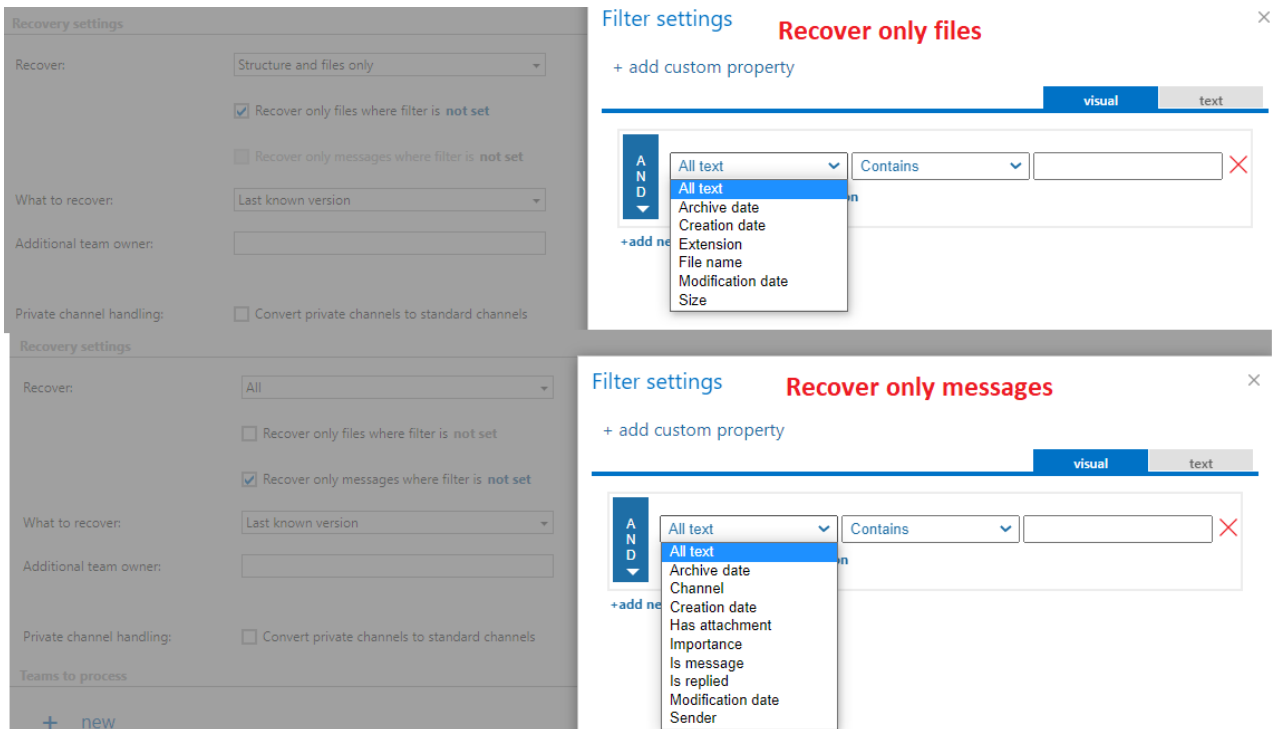 Recovery settings
Recover:
Structure and files only
Recover only files where filter is not set
Recover only messages where filter is not set
What to recover:
Last known version
Additional team owner:
Private channel handling:
Convert private channels to standard channels
Filter settings
Recover only files
+ add custom property
visual
text
AND
All text
Contains
All text
Archive date
Creation date
Extension
File name
Modification date
Size
+add
Recovery settings
Recover:
All
Recover only files where filter is not set
Recover only messages where filter is not set
What to recover:
Last known version
Additional team owner:
Private channel handling:
Convert private channels to standard channels
Teams to process
+ new
Filter settings
Recover only messages
+ add custom property
visual
text
AND
All text
Contains
All text
Archive date
Channel
Creation date
Has attachment
Importance
Is message
Is replied
Modification date
Sender
+add